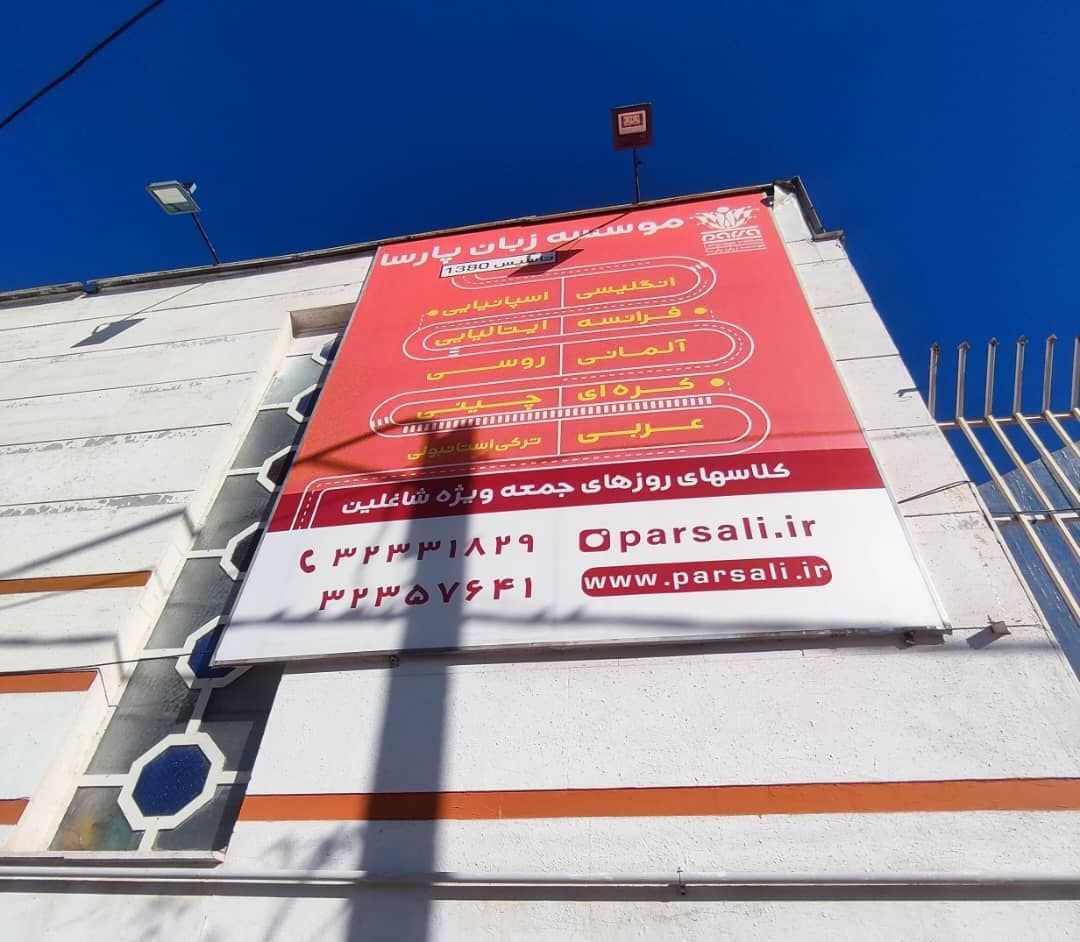 موسسه زبان پارسا
parsa
تاسیس 1380
انگلیسی اسپانیایی
فرانسه ایتالیایی
آلمانی روسی
کره ای چینی
عربی ترکی استانبولی
کلاسهای روزهای جمعه ویژه شاغلین
۳۲۳۳۱۸۲۹
۳۲۳۵۷۶۴۱
parsali.ir
www.parsali.ir